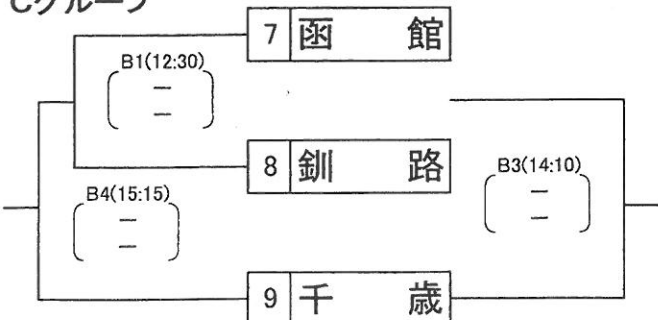 Cグループ
7 函 館
B1(12:30)
— —
8 釧 路
B3(14:10)
— —
B4(15:15)
— —
9 千 歳